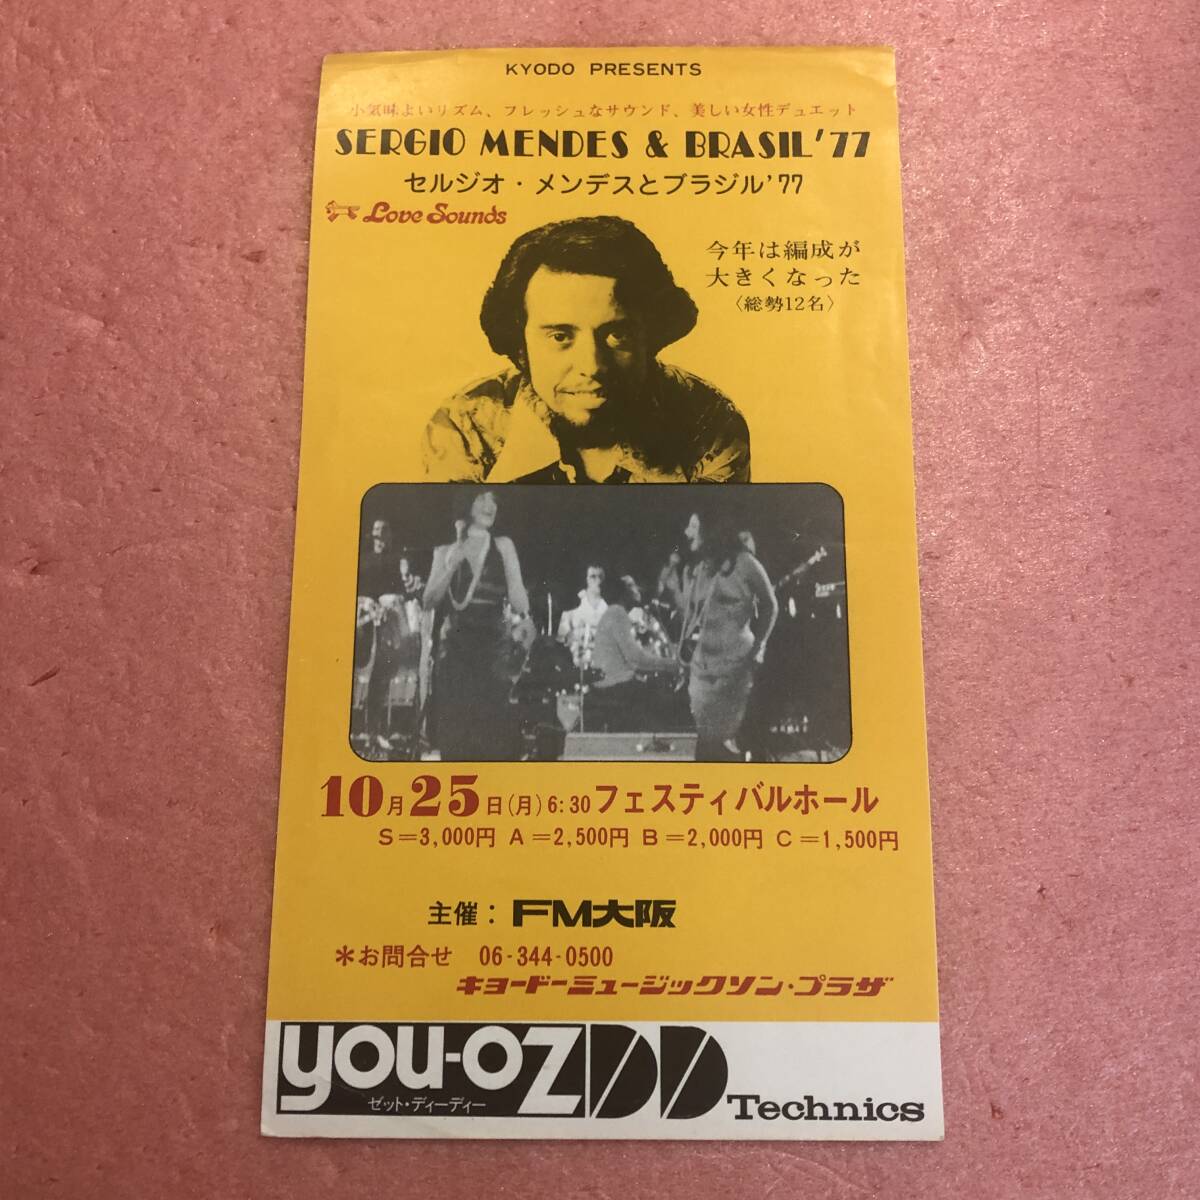 KYODO PRESENTS
小気味よいリズム、フレッシュなサウンド、美しい女性デュエット
SERGIO MENDES & BRASIL'77
セルジオ・メンデスとブラジル'77
Love Sounds
今年は編成が
大きくなった
〈総勢12名〉
10月25日(月)6:30フェスティバルホール
S=3,000円 A=2,500円 B=2,000円 C=1,500円
主催：FM大阪
*お問合せ 06-344-0500
キョードーミュージックソン・プラザ
you-oZDD
ゼット・ディーディー
Technics